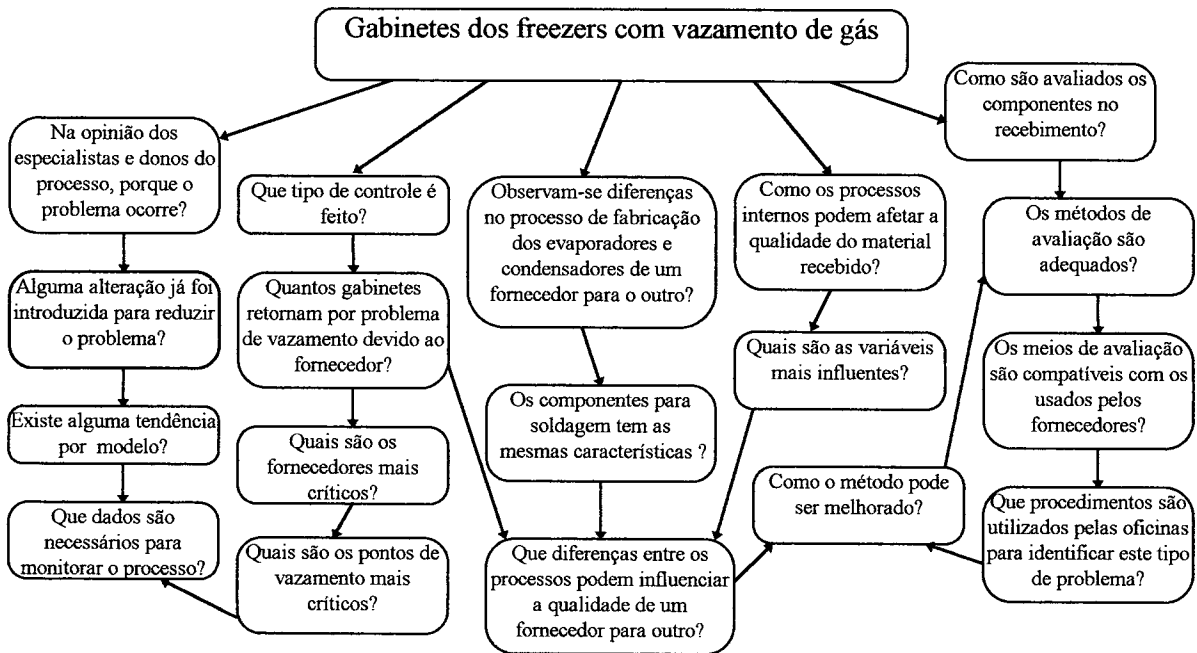 Gabinetes dos freezers com vazamento de gás
Na opinião dos
especialistas e donos do
processo, porque o
problema ocorre?
Alguma alteração já foi
introduzida para reduzir
o problema?
Existe alguma tendência
por modelo?
Que dados são
necessários para
monitorar o processo?
Que tipo de controle é
feito?
Quantos gabinetes
retornam por problema
de vazamento devido ao
fornecedor?
Quais são os
fornecedores mais
críticos?
Quais são os pontos de
vazamento mais
críticos?
Observam-se diferenças
no processo de fabricação
dos evaporadores e
condensadores de um
fornecedor para o outro?
Os componentes para
soldagem tem as
mesmas características ?
Que diferenças entre os
processos podem influenciar
a qualidade de um
fornecedor para outro?
Como os processos
internos podem afetar a
qualidade do material
recebido?
Quais são as variáveis
mais influentes?
Como o método pode
ser melhorado?
Como são avaliados os
componentes no
recebimento?
Os métodos de
avaliação são
adequados?
Os meios de avaliação
são compatíveis com os
usados pelos
fornecedores?
Que procedimentos são
utilizados pelas oficinas
para identificar este tipo
de problema?